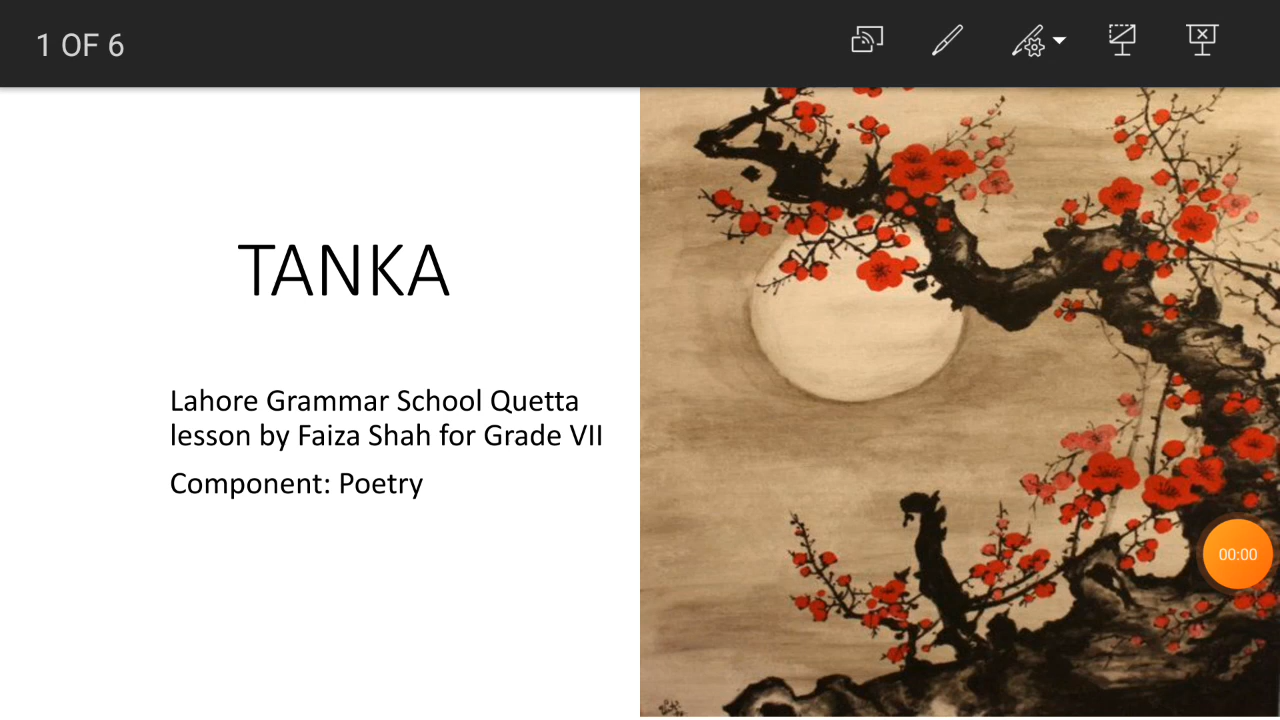 1 OF 6
TANKA
Lahore Grammar School Quetta
lesson by Faiza Shah for Grade VII
Component: Poetry
00:00